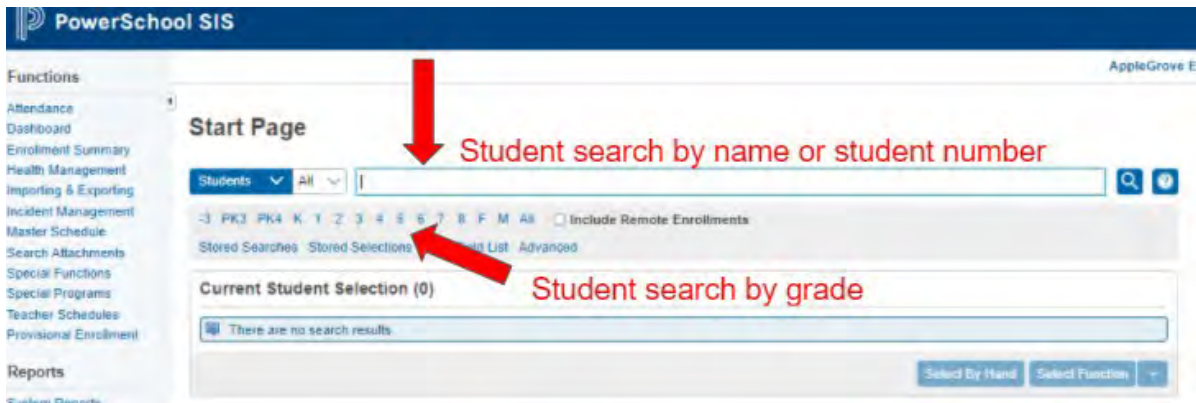 PowerSchool SIS
Functions
AppleGrove E
Attendance
Dashboard
Enrollment Summary
Health Management
Importing & Exporting
Incident Management
Master Schedule
Search Attachments
Special Functions
Special Programs
Teacher Schedules
Provisional Enrollment
Reports
System Reports
Start Page
Student search by name or student number
Students All
-3 PK3 PK4 K 1 2 3 4 5 6 7 8 F M All Include Remote Enrollments
Stored Searches Stored Selections List Advanced
Student search by grade
Current Student Selection (0)
There are no search results
Select By Hand Select Function